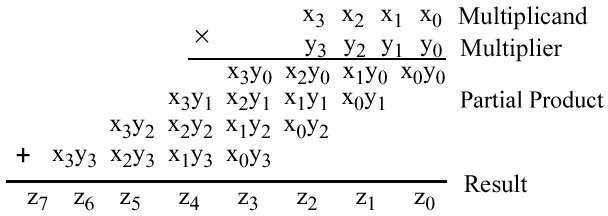 x₃ x₂ x₁ x₀ Multiplicand
× y₃ y₂ y₁ y₀ Multiplier
x₃y₀ x₂y₀ x₁y₀ x₀y₀
x₃y₁ x₂y₁ x₁y₁ x₀y₁ Partial Product
x₃y₂ x₂y₂ x₁y₂ x₀y₂
+ x₃y₃ x₂y₃ x₁y₃ x₀y₃
z₇ z₆ z₅ z₄ z₃ z₂ z₁ z₀ Result